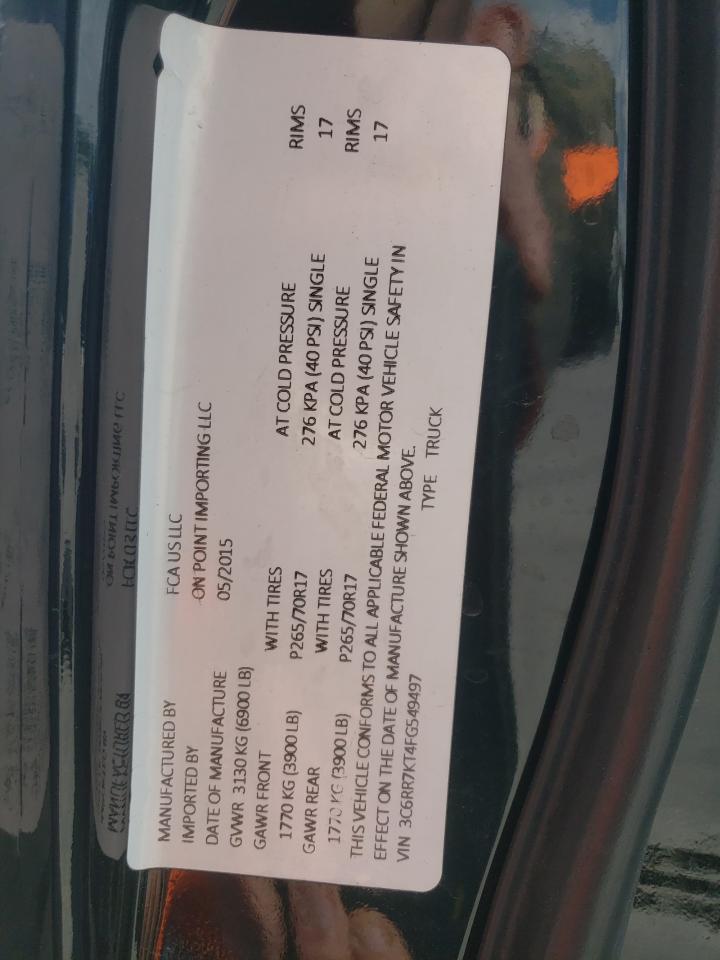 MANUFACTURED BY FCA US LLC
IMPORTED BY ON POINT IMPORTING LLC
DATE OF MANUFACTURE 05/2015
GVWR 3130 KG (6900 LB)
GAWR FRONT WITH TIRES AT COLD PRESSURE RIMS
1770 KG (3900 LB) P265/70R17 276 KPA (40 PSI) SINGLE 17
GAWR REAR WITH TIRES AT COLD PRESSURE RIMS
1770 KG (3900 LB) P265/70R17 276 KPA (40 PSI) SINGLE 17
THIS VEHICLE CONFORMS TO ALL APPLICABLE FEDERAL MOTOR VEHICLE SAFETY IN
EFFECT ON THE DATE OF MANUFACTURE SHOWN ABOVE.
VIN 3C6RR7KT4FG549497 TYPE TRUCK